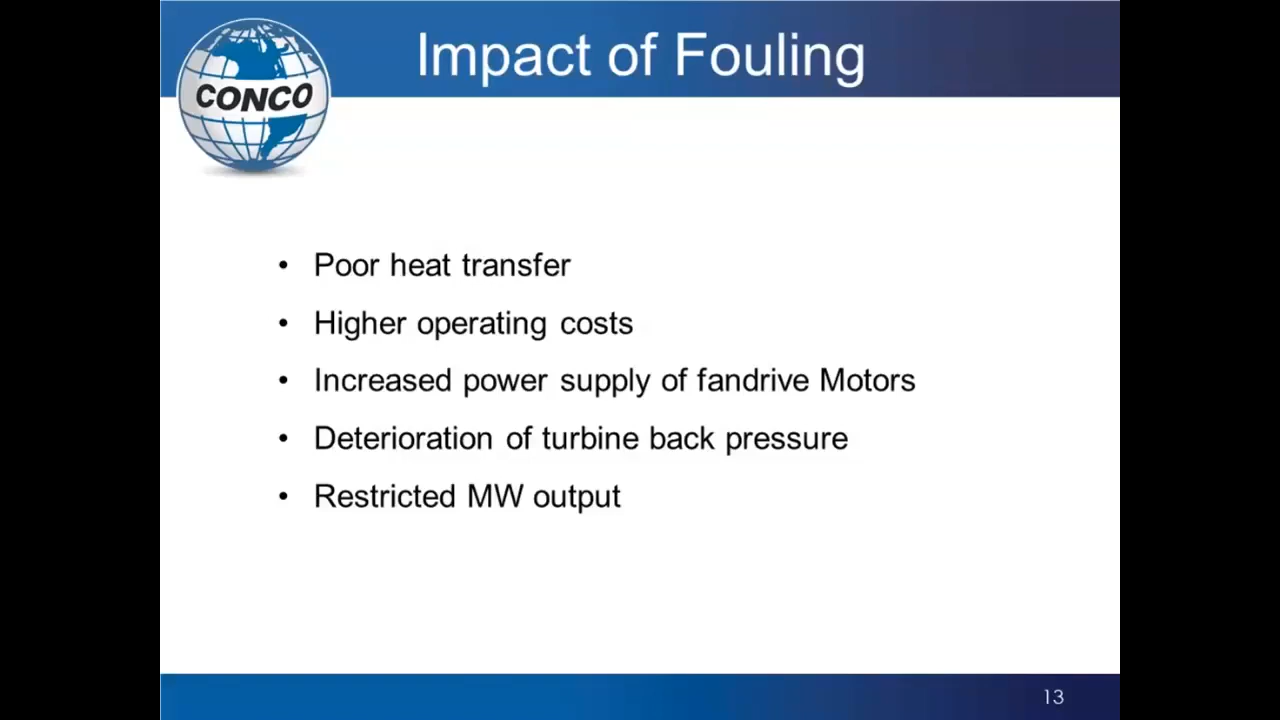 Impact of Fouling
CONCO
• Poor heat transfer
• Higher operating costs
• Increased power supply of fandrive Motors
• Deterioration of turbine back pressure
• Restricted MW output
13